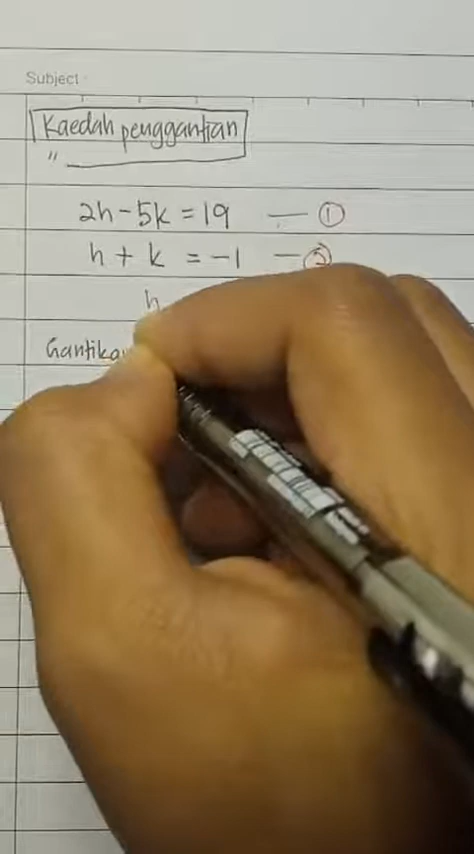 Subject
Kaedah penggantian
"
2h - 5k = 19 — ①
h + k = -1 — ②
h